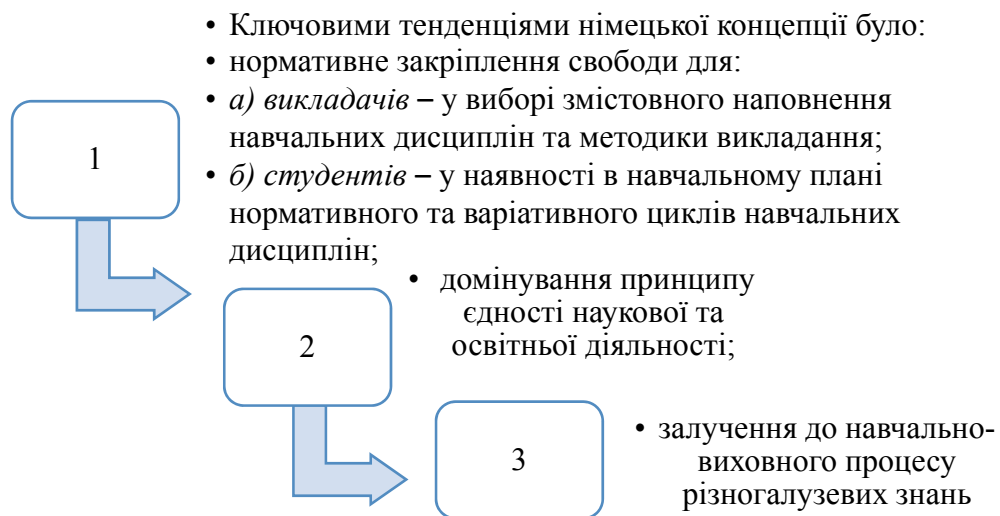 • Ключовими тенденціями німецької концепції було:
• нормативне закріплення свободи для:
• а) викладачів – у виборі змістовного наповнення
навчальних дисциплін та методики викладання;
1
• б) студентів – у наявності в навчальному плані
нормативного та варіативного циклів навчальних
дисциплін;
• домінування принципу
єдності наукової та
освітньої діяльності;
2
• залучення до навчально-
виховного процесу
різногалузевих знань
3